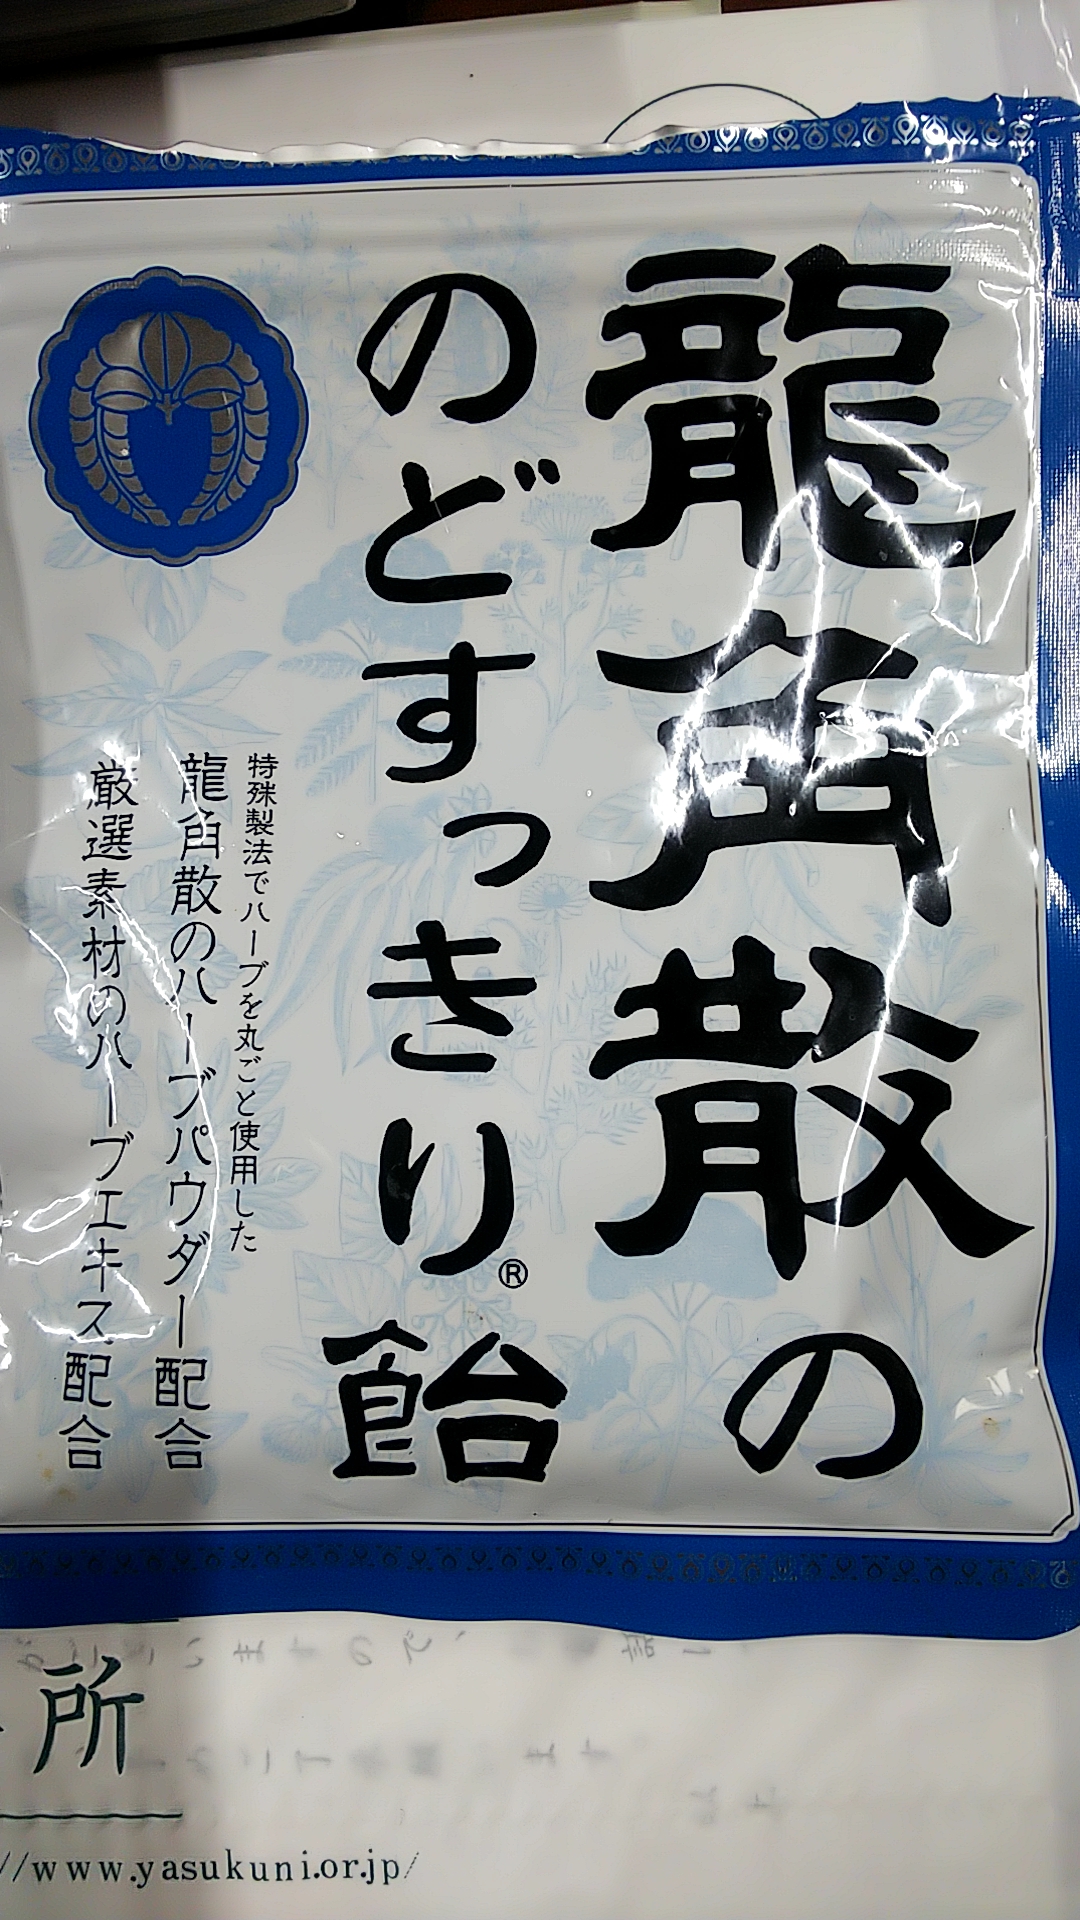 龍角散の
のどすっきり®飴
特殊製法でハーブを丸ごと使用した
龍角散のハーブパウダー配合
厳選素材のハーブエキス配合
所
//www.yasukuni.or.jp/